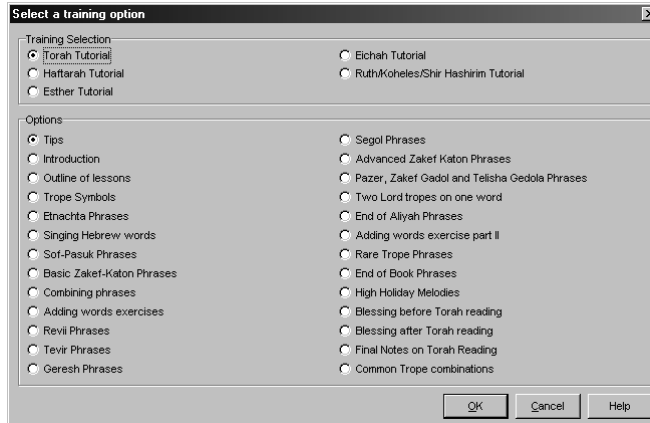 Select a training option
Training Selection
Torah Tutorial
Haftarah Tutorial
Esther Tutorial
Eichah Tutorial
Ruth/Koheles/Shir Hashirim Tutorial
Options
Tips
Introduction
Outline of lessons
Trope Symbols
Etnachta Phrases
Singing Hebrew words
Sof-Pasuk Phrases
Basic Zakef-Katon Phrases
Combining phrases
Adding words exercises
Revii Phrases
Tevir Phrases
Geresh Phrases
Segol Phrases
Advanced Zakef Katon Phrases
Pazer, Zakef Gadol and Telisha Gedola Phrases
Two Lord tropes on one word
End of Aliyah Phrases
Adding words exercise part II
Rare Trope Phrases
End of Book Phrases
High Holiday Melodies
Blessing before Torah reading
Blessing after Torah reading
Final Notes on Torah Reading
Common Trope combinations
OK Cancel Help